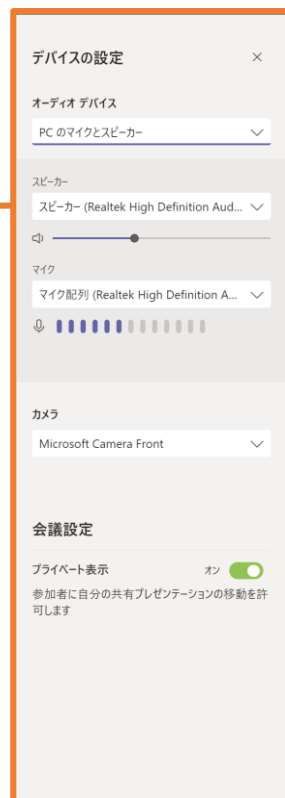 デバイスの設定
オーディオ デバイス
PC のマイクとスピーカー
スピーカー
スピーカー (Realtek High Definition Aud...
マイク
マイク配列 (Realtek High Definition A...
カメラ
Microsoft Camera Front
会議設定
プライベート表示 オン
参加者に自分の共有プレゼンテーションの移動を許
可します